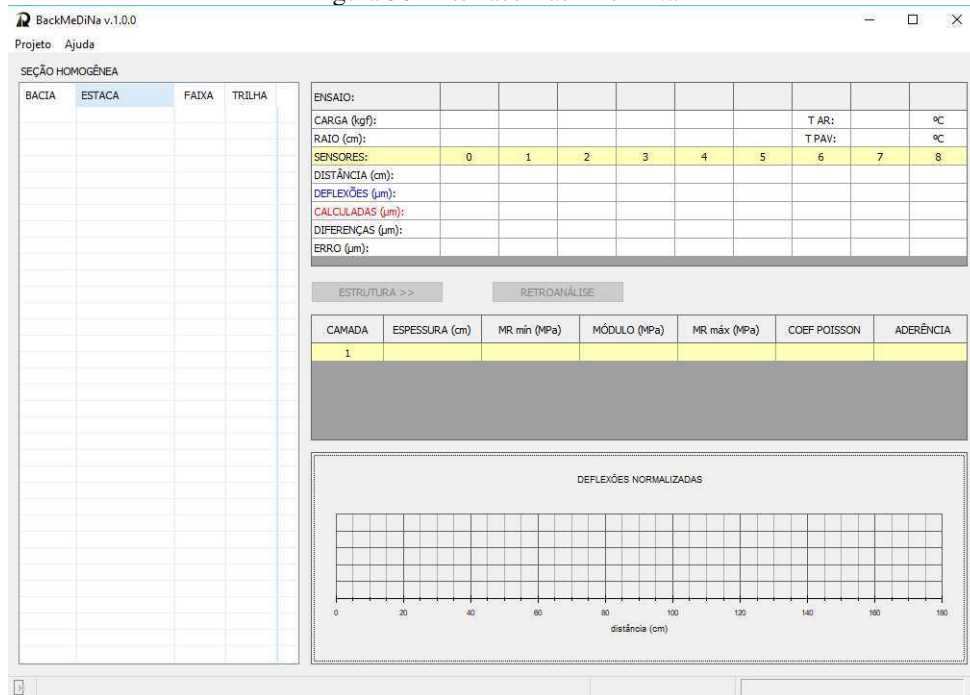 BackMeDiNa v.1.0.0
Projeto Ajuda
SEÇÃO HOMOGÊNEA
BACIA ESTACA FAIXA TRILHA
ENSAIO:
CARGA (kgf): T AR: ºC
RAIO (cm): T PAV: ºC
SENSORES: 0 1 2 3 4 5 6 7 8
DISTÂNCIA (cm):
DEFLEXÕES (µm):
CALCULADAS (µm):
DIFERENÇAS (µm):
ERRO (µm):
ESTRUTURA >> RETROANÁLISE
CAMADA ESPESSURA (cm) MR mín (MPa) MÓDULO (MPa) MR máx (MPa) COEF POISSON ADERÊNCIA
1
DEFLEXÕES NORMALIZADAS
0 20 40 60 80 100 120 140 160 180
distância (cm)